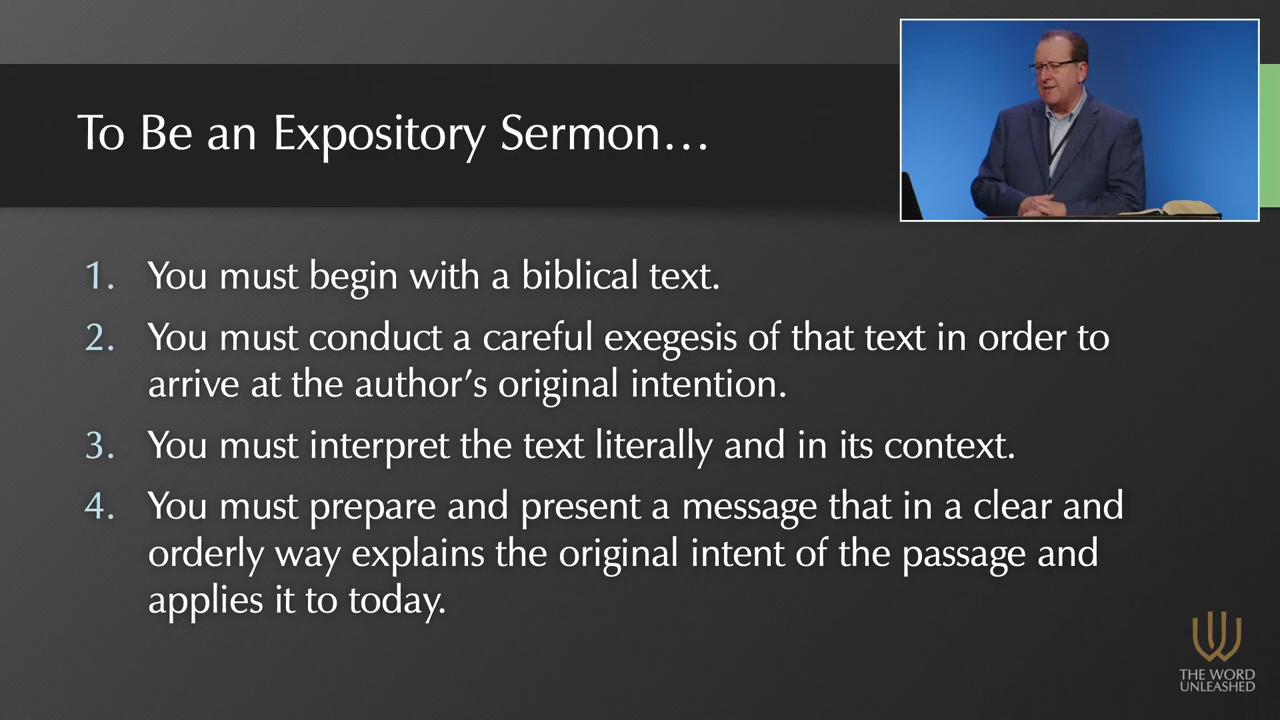 To Be an Expository Sermon…
1. You must begin with a biblical text.
2. You must conduct a careful exegesis of that text in order to
arrive at the author’s original intention.
3. You must interpret the text literally and in its context.
4. You must prepare and present a message that in a clear and
orderly way explains the original intent of the passage and
applies it to today.
THE WORD
UNLEASHED